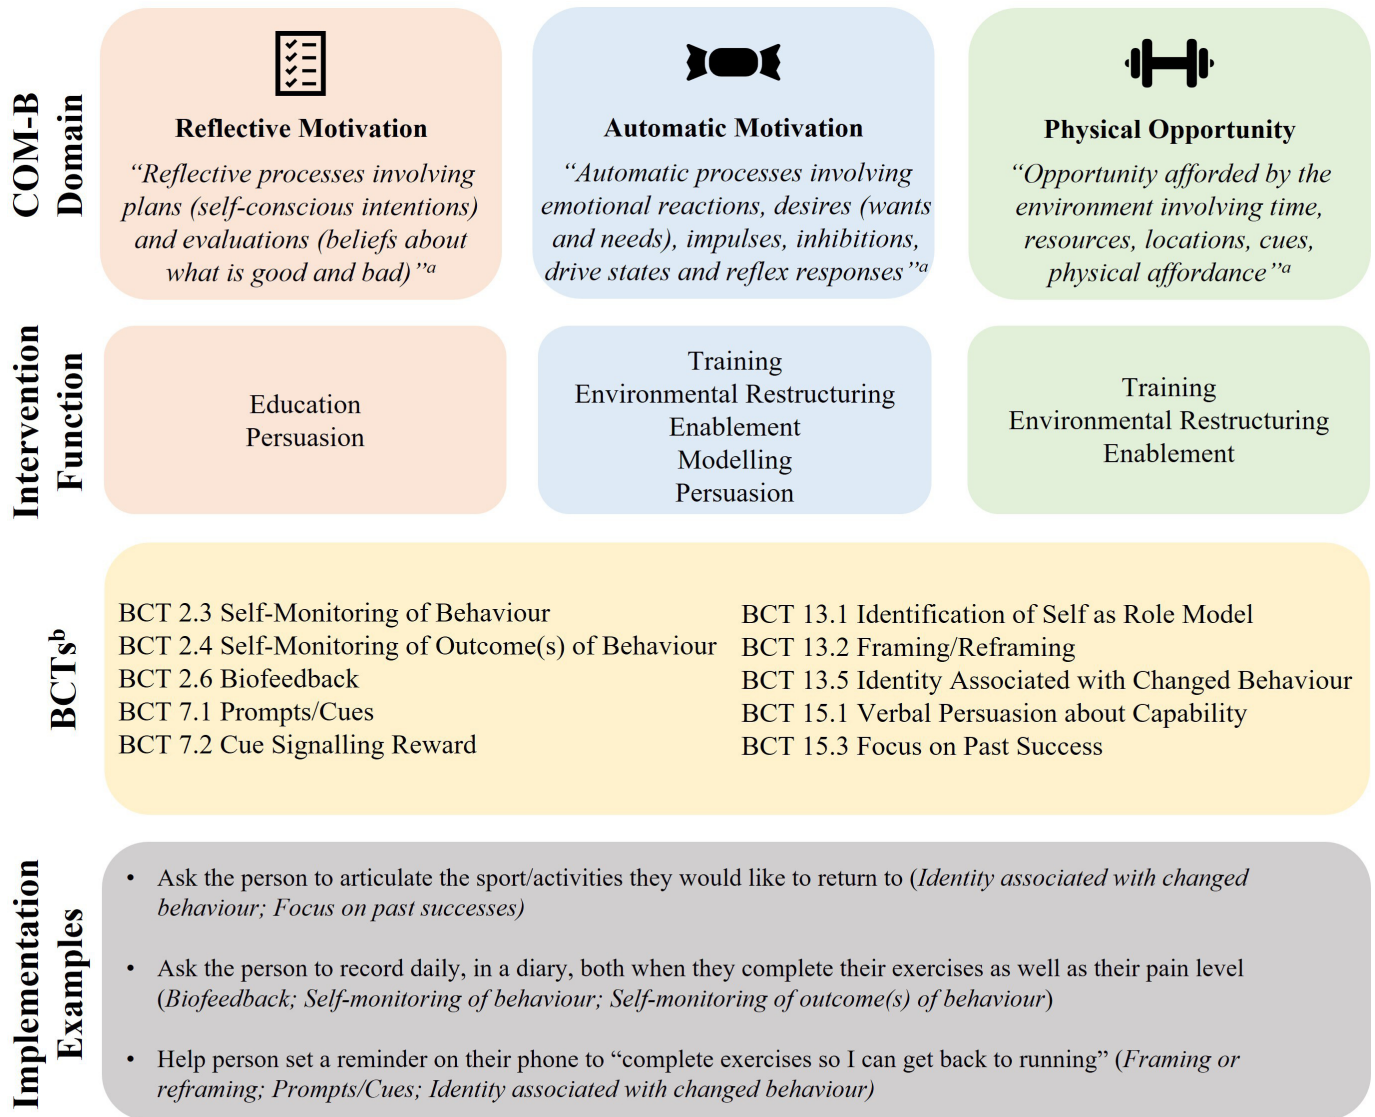 COM-B
Domain
Reflective Motivation
“Reflective processes involving
plans (self-conscious intentions)
and evaluations (beliefs about
what is good and bad)”a
Automatic Motivation
“Automatic processes involving
emotional reactions, desires (wants
and needs), impulses, inhibitions,
drive states and reflex responses”a
Physical Opportunity
“Opportunity afforded by the
environment involving time,
resources, locations, cues,
physical affordance”a
Intervention
Function
Education
Persuasion
Training
Environmental Restructuring
Enablement
Modelling
Persuasion
Training
Environmental Restructuring
Enablement
BCTsb
BCT 2.3 Self-Monitoring of Behaviour
BCT 2.4 Self-Monitoring of Outcome(s) of Behaviour
BCT 2.6 Biofeedback
BCT 7.1 Prompts/Cues
BCT 7.2 Cue Signalling Reward
BCT 13.1 Identification of Self as Role Model
BCT 13.2 Framing/Reframing
BCT 13.5 Identity Associated with Changed Behaviour
BCT 15.1 Verbal Persuasion about Capability
BCT 15.3 Focus on Past Success
Implementation
Examples
• Ask the person to articulate the sport/activities they would like to return to (Identity associated with changed
behaviour; Focus on past successes)
• Ask the person to record daily, in a diary, both when they complete their exercises as well as their pain level
(Biofeedback; Self-monitoring of behaviour; Self-monitoring of outcome(s) of behaviour)
• Help person set a reminder on their phone to “complete exercises so I can get back to running” (Framing or
reframing; Prompts/Cues; Identity associated with changed behaviour)